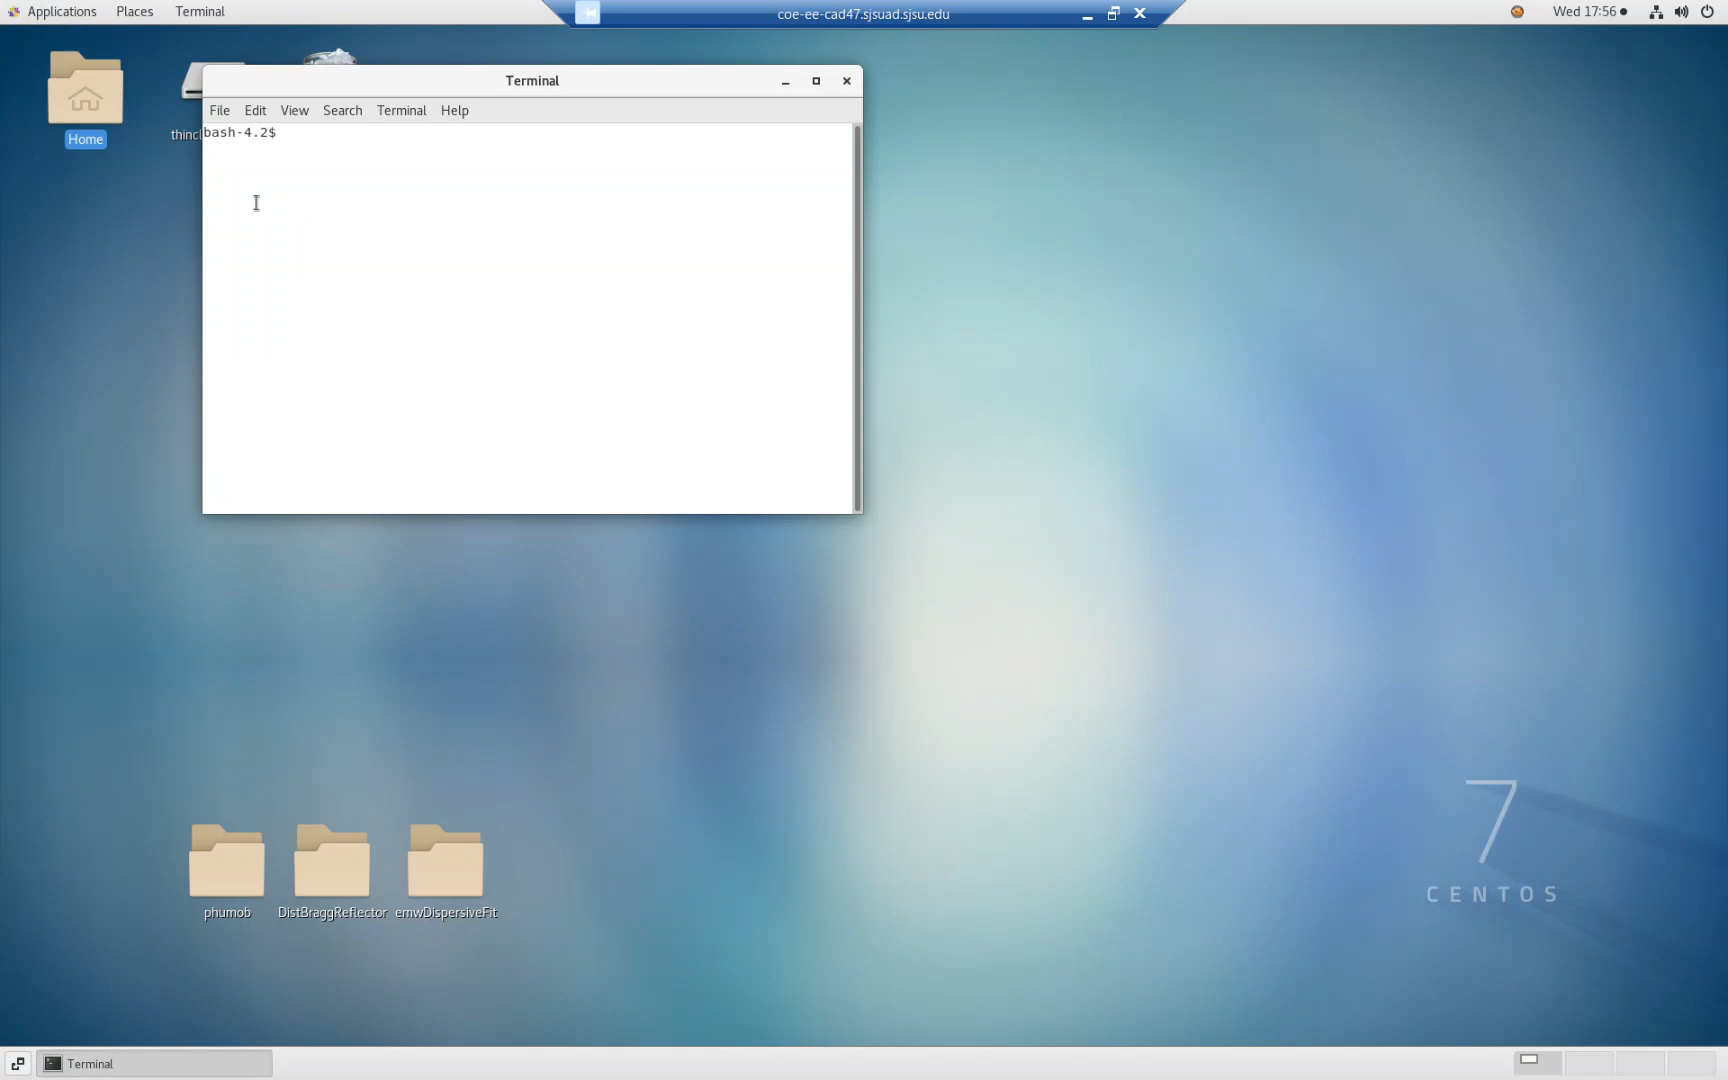 Applications Places Terminal
coe-ee-cad47.sjsuad.sjsu.edu
Wed 17:56
Terminal
File Edit View Search Terminal Help
bash-4.2$
Home
phumob
DistBraggReflector
emwDispersiveFit
7
CENTOS
Terminal